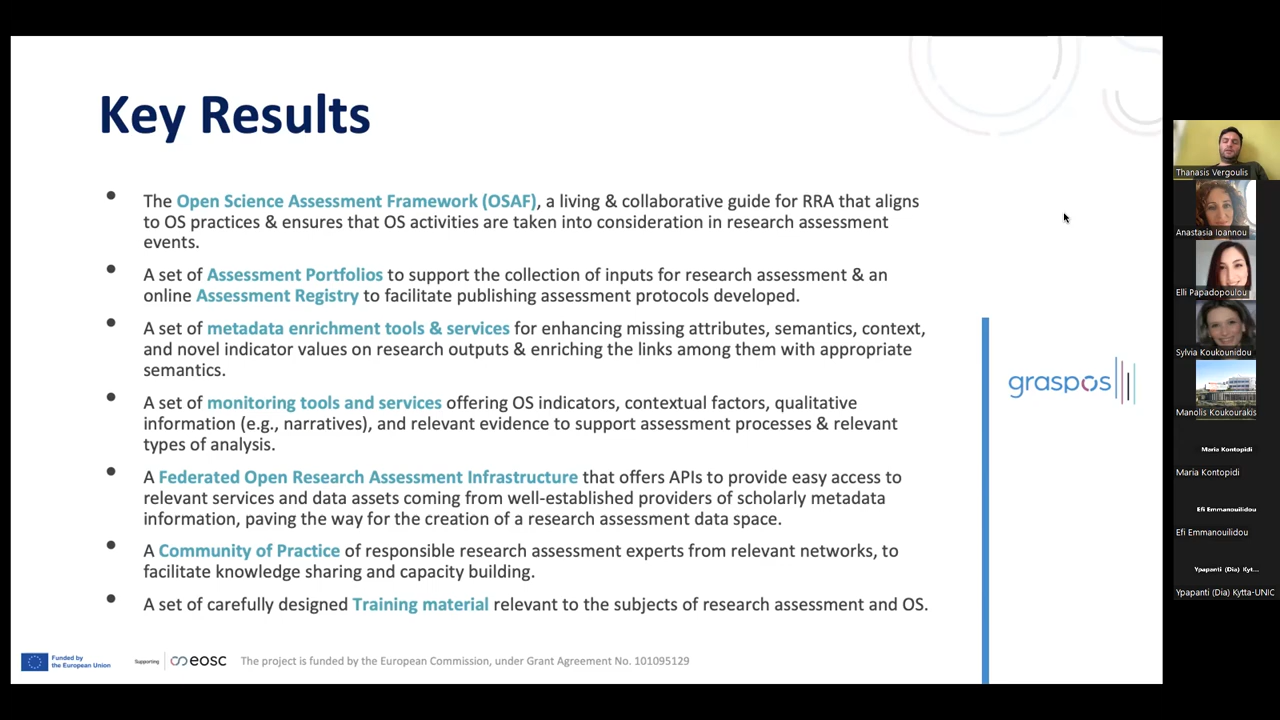 Key Results
• The Open Science Assessment Framework (OSAF), a living & collaborative guide for RRA that aligns
to OS practices & ensures that OS activities are taken into consideration in research assessment
events.
• A set of Assessment Portfolios to support the collection of inputs for research assessment & an
online Assessment Registry to facilitate publishing assessment protocols developed.
• A set of metadata enrichment tools & services for enhancing missing attributes, semantics, context,
and novel indicator values on research outputs & enriching the links among them with appropriate
semantics.
• A set of monitoring tools and services offering OS indicators, contextual factors, qualitative
information (e.g., narratives), and relevant evidence to support assessment processes & relevant
types of analysis.
• A Federated Open Research Assessment Infrastructure that offers APIs to provide easy access to
relevant services and data assets coming from well-established providers of scholarly metadata
information, paving the way for the creation of a research assessment data space.
• A Community of Practice of responsible research assessment experts from relevant networks, to
facilitate knowledge sharing and capacity building.
• A set of carefully designed Training material relevant to the subjects of research assessment and OS.
graspos
Funded by
the European Union
Supporting
eosc
The project is funded by the European Commission, under Grant Agreement No. 101095129
Thanasis Vergoulis
Anastasia Ioannou
Elli Papadopoulou
Sylvia Koukounidou
Manolis Koukourakis
Maria Kontopidi
Maria Kontopidi
Efi Emmanouilidou
Efi Emmanouilidou
Ypapanti (Dia) Kyt...
Ypapanti (Dia) Kytta-UNIC